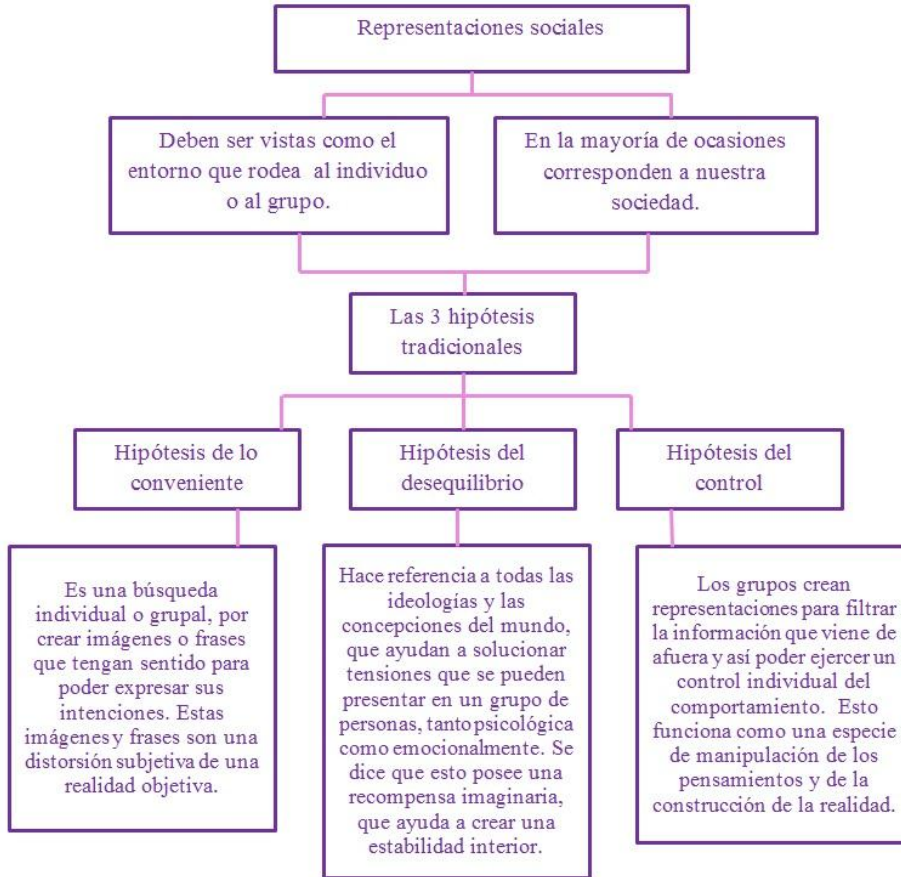 Representaciones sociales
Deben ser vistas como el
entorno que rodea al individuo
o al grupo.
En la mayoría de ocasiones
corresponden a nuestra
sociedad.
Las 3 hipótesis
tradicionales
Hipótesis de lo
conveniente
Hipótesis del
desequilibrio
Hipótesis del
control
Es una búsqueda
individual o grupal, por
crear imágenes o frases
que tengan sentido para
poder expresar sus
intenciones. Estas
imágenes y frases son una
distorsión subjetiva de una
realidad objetiva.
Hace referencia a todas las
ideologías y las
concepciones del mundo,
que ayudan a solucionar
tensiones que se pueden
presentar en un grupo de
personas, tanto psicológica
como emocionalmente. Se
dice que esto posee una
recompensa imaginaria,
que ayuda a crear una
estabilidad interior.
Los grupos crean
representaciones para filtrar
la información que viene de
afuera y así poder ejercer un
control individual del
comportamiento. Esto
funciona como una especie
de manipulación de los
pensamientos y de la
construcción de la realidad.